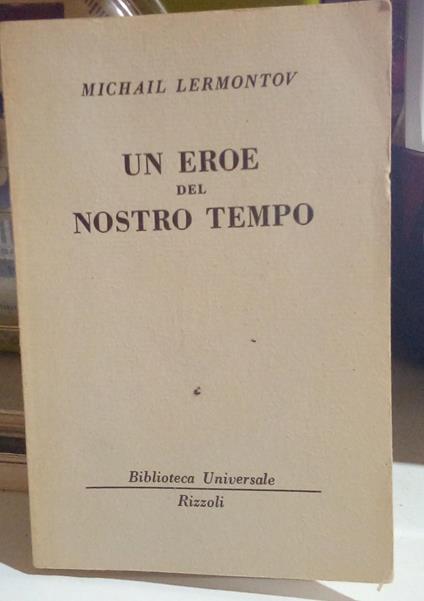 MICHAIL LERMONTOV
UN EROE
DEL
NOSTRO TEMPO
Biblioteca Universale
Rizzoli